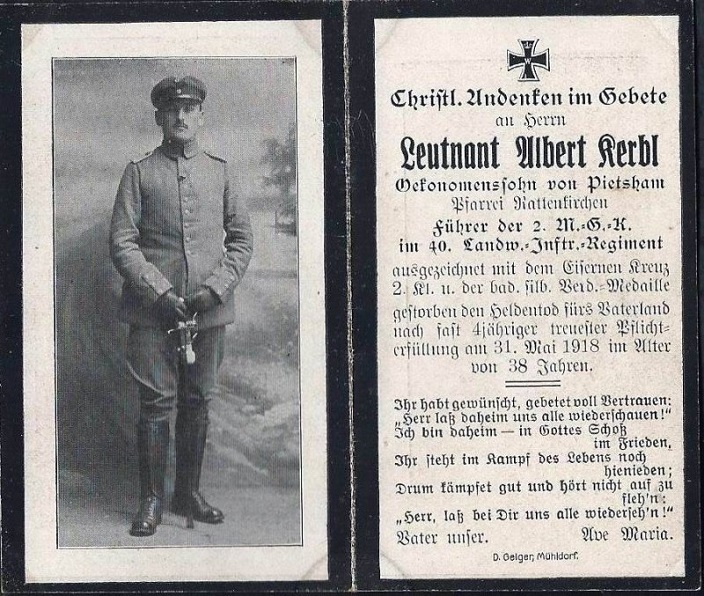 W
Christl. Andenken im Gebete
an Herrn
Leutnant Albert Kerbl
Oekonomenssohn von Pietsham
Pfarrei Rattenkirchen
Führer der 2. M.-G.-K.
im 40. Landw.-Inftr.-Regiment
ausgezeichnet mit dem Eisernen Kreuz
2. Kl. u. der bad. silb. Verd.-Medaille
gestorben den Heldentod fürs Vaterland
nach fast 4jähriger treuester Pflicht-
erfüllung am 31. Mai 1918 im Alter
von 38 Jahren.
Ihr habt gewünscht, gebetet voll Vertrauen:
„Herr laß daheim uns alle wiederschauen!"
Ich bin daheim — in Gottes Schoß
im Frieden,
Ihr steht im Kampf des Lebens noch
hienieden;
Drum kämpfet gut und hört nicht auf zu
fleh'n:
„Herr, laß bei Dir uns alle wiederseh'n!"
Vater unser. Ave Maria.
D. Geiger, Mühldorf.